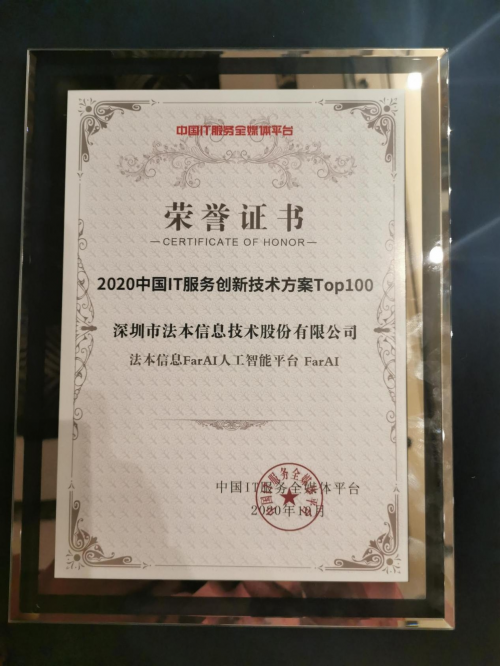 中国IT服务全媒体平台
荣誉证书
CERTIFICATE OF HONOR
2020中国IT服务创新技术方案Top100
深圳市法本信息技术股份有限公司
法本信息FarAI人工智能平台 FarAI
中国IT服务全媒体平台
2020年10月